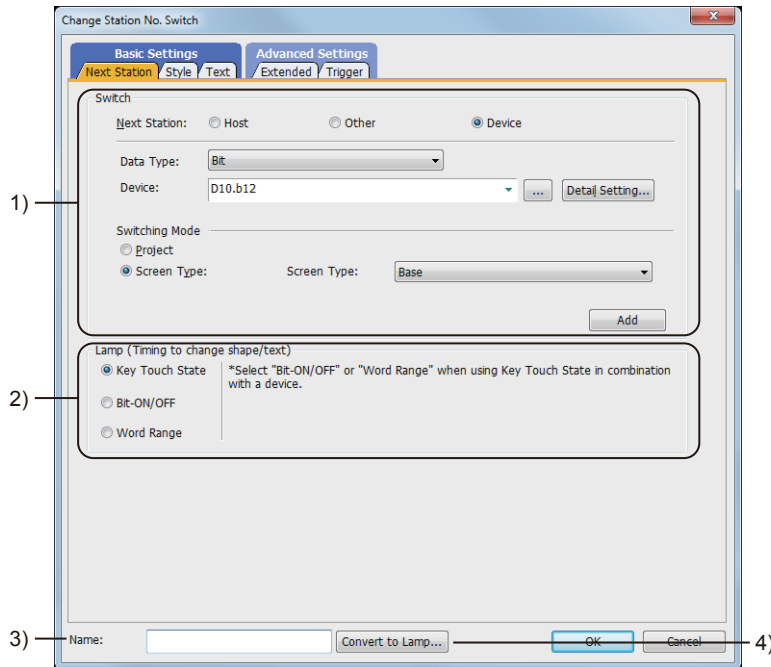 Change Station No. Switch
x
Basic Settings Advanced Settings
Next Station Style Text Extended Trigger
Switch
Next Station: Host Other Device
Data Type: Bit
Device: D10.b12 ... Detail Setting...
1)
Switching Mode
Project
Screen Type: Screen Type: Base
Add
Lamp (Timing to change shape/text)
Key Touch State *Select "Bit-ON/OFF" or "Word Range" when using Key Touch State in combination
with a device.
2)
Bit-ON/OFF
Word Range
3) Name: Convert to Lamp... OK Cancel 4)